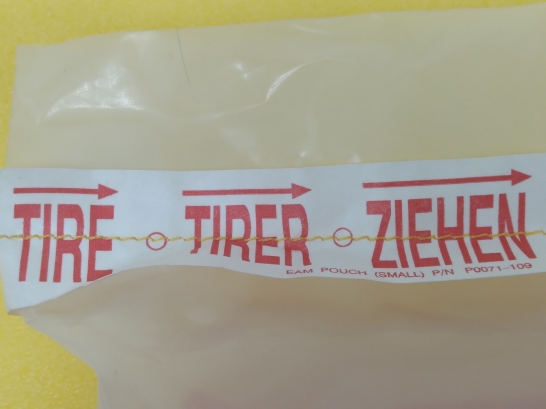 TIRE TIRER ZIEHEN
EAM POUCH (SMALL) P/N P0071-109